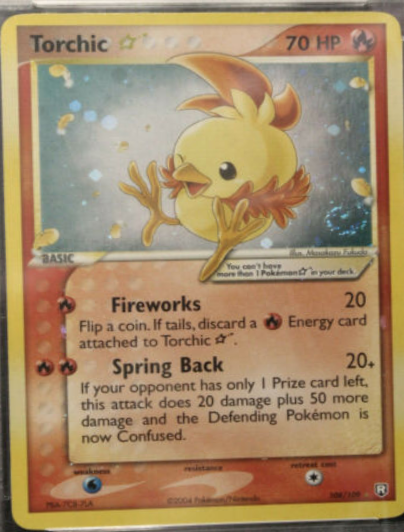 Torchic ☆ 70 HP
illus. Masakazu Fukuda
BASIC
You can't have
more than 1 Pokémon☆ in your deck.
Fireworks 20
Flip a coin. If tails, discard a Energy card
attached to Torchic ☆.
Spring Back 20+
If your opponent has only 1 Prize card left,
this attack does 20 damage plus 50 more
damage and the Defending Pokémon is
now Confused.
weakness resistance retreat cost
©2004 Pokémon/Nintendo.
108/109 R